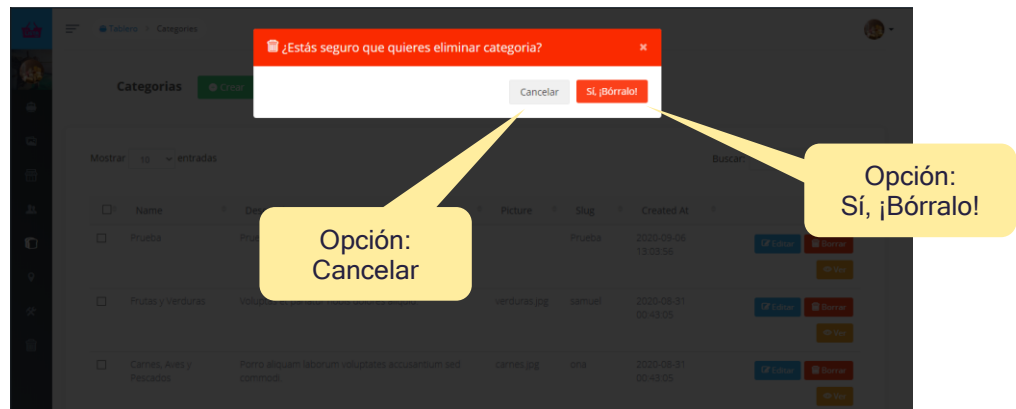 Tablero > Categories
¿Estás seguro que quieres eliminar categoria? ×
Categorias Crear
Cancelar Sí, ¡Bórralo!
Mostrar 10 entradas
Buscar:
Opción:
Sí, ¡Bórralo!
Name Picture Slug Created At
Opción:
Cancelar
Prueba Prueba 2020-09-06
13:03:56
Editar Borrar
Ver
Frutas y Verduras verduras.jpg samuel 2020-08-31
00:43:05
Editar Borrar
Ver
Carnes, Aves y
Pescados
Porro aliquam laborum voluptates accusantium sed
commodi.
carnes.jpg ona 2020-08-31
00:43:05
Editar Borrar
Ver